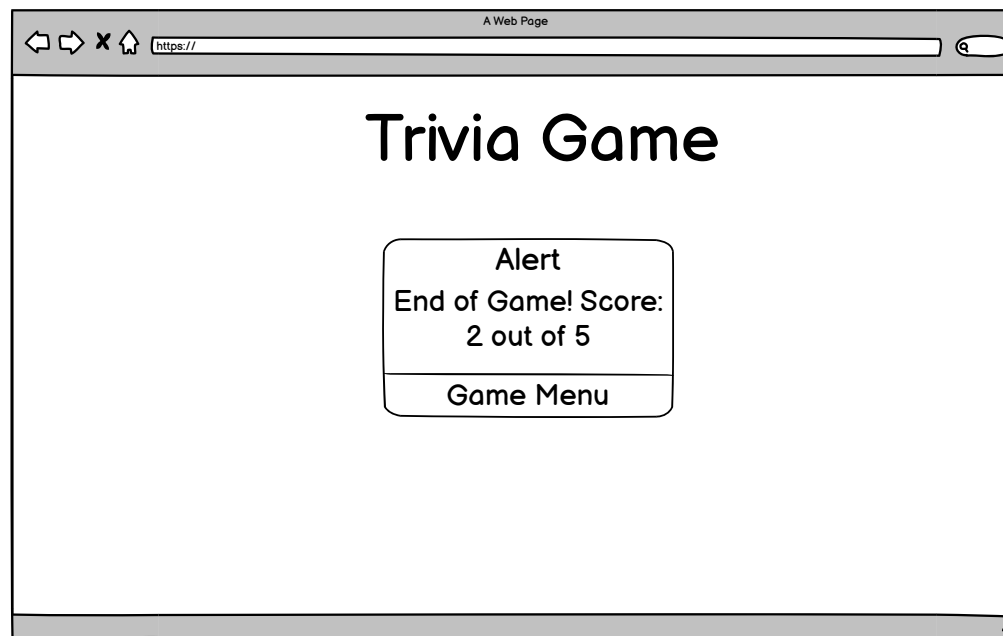 A Web Page
https://
Trivia Game
Alert
End of Game! Score:
2 out of 5
Game Menu